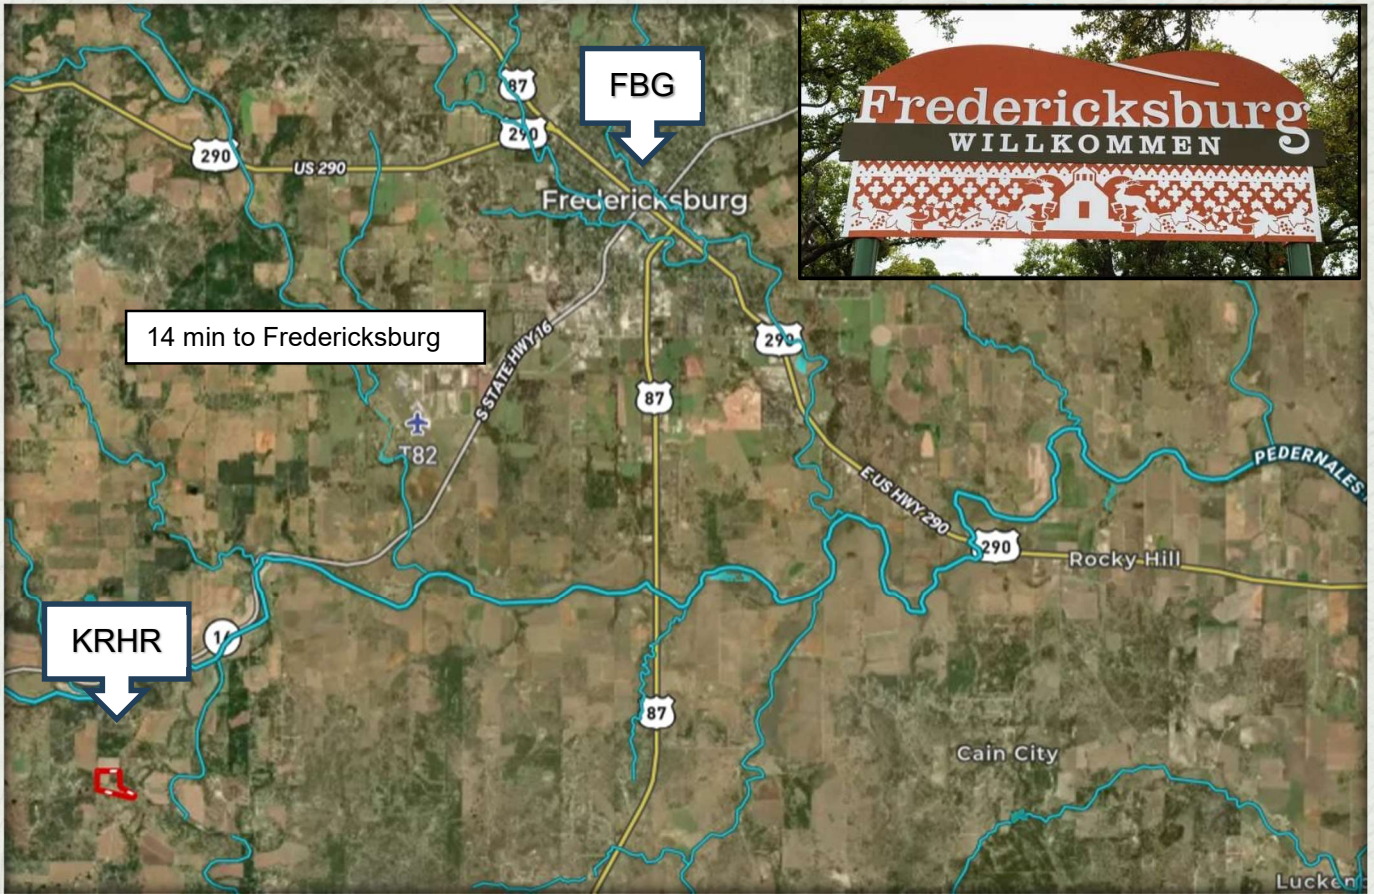 87
FBG
Fredericksburg
WILLKOMMEN
290
290
US 290
Fredericksburg
14 min to Fredericksburg
S STATE HWY 16
290
87
T82
E US HWY 290
PEDERNALES
290
Rocky Hill
KRHR
87
Cain City